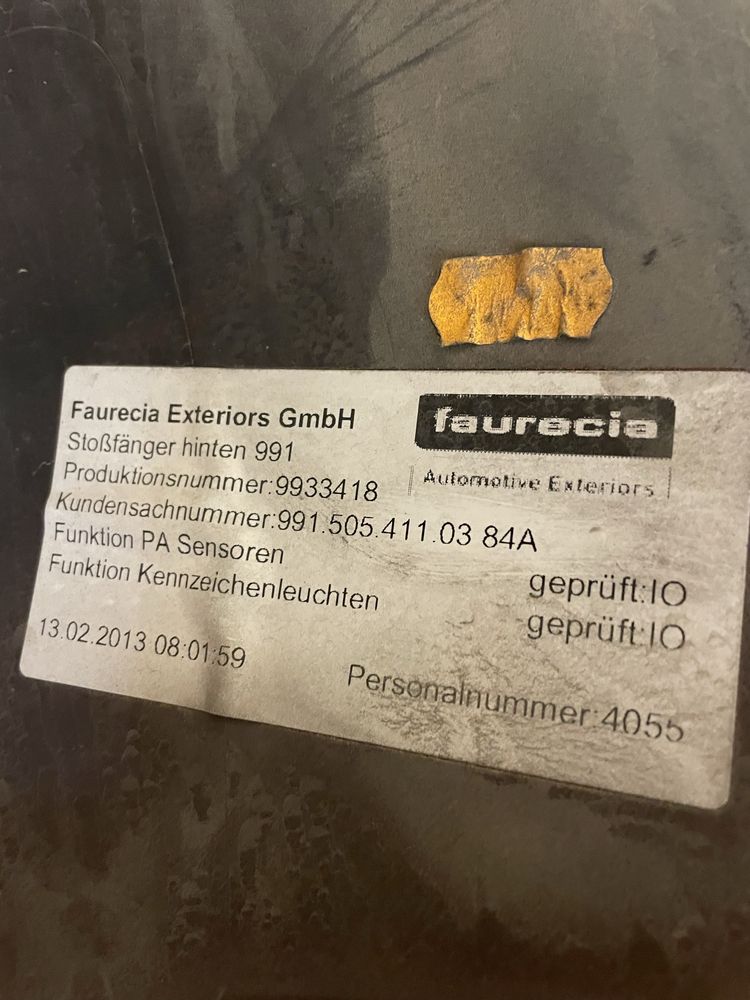 Faurecia Exteriors GmbH
faurecia
Stoßfänger hinten 991
Automotive Exteriors
Produktionsnummer:9933418
Kundensachnummer:991.505.411.03 84A
Funktion PA Sensoren geprüft:IO
Funktion Kennzeichenleuchten geprüft:IO
13.02.2013 08:01:59
Personalnummer:4055